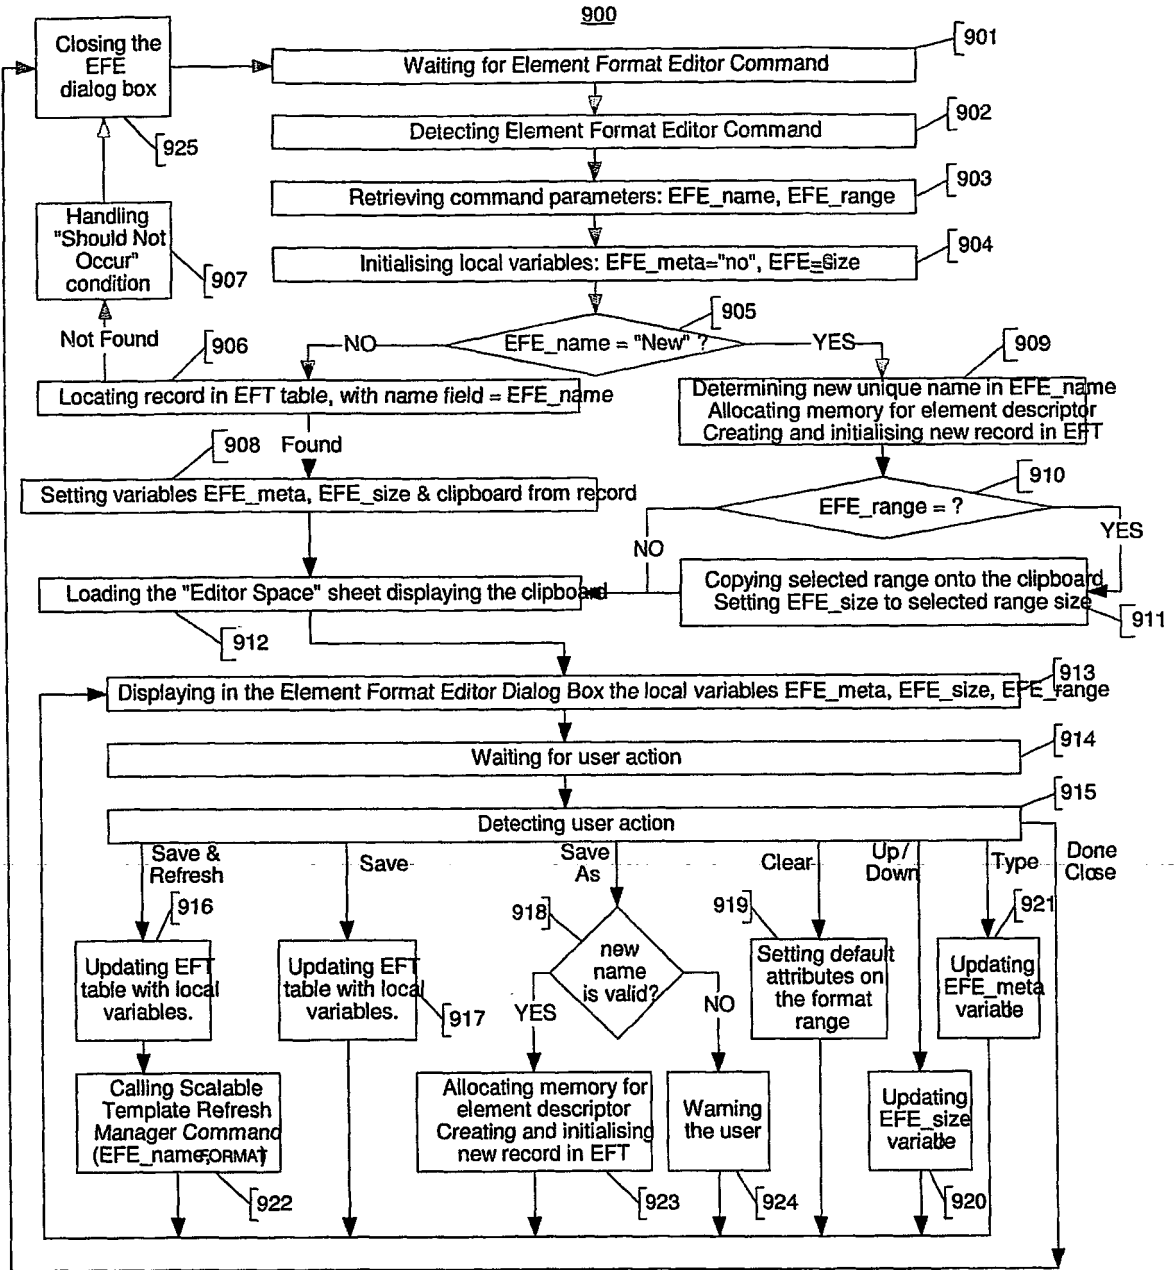 900
Closing the
EFE
dialog box
901
Waiting for Element Format Editor Command
902
Detecting Element Format Editor Command
925
903
Retrieving command parameters: EFE_name, EFE_range
Handling
"Should Not
Occur"
condition
904
Initialising local variables: EFE_meta="no", EFE_size
907
905
EFE_name = "New" ?
NO
YES
Not Found
906
909
Locating record in EFT table, with name field = EFE_name
Determining new unique name in EFE_name
Allocating memory for element descriptor
Creating and initialising new record in EFT
908
Found
910
Setting variables EFE_meta, EFE_size & clipboard from record
EFE_range = ?
NO
YES
Loading the "Editor Space" sheet displaying the clipboard
Copying selected range onto the clipboard
Setting EFE_size to selected range size
911
912
913
Displaying in the Element Format Editor Dialog Box the local variables EFE_meta, EFE_size, EFE_range
914
Waiting for user action
915
Detecting user action
Save &
Refresh
Save
Save
As
Clear
Up/
Down
Type
Done
Close
916
918
919
921
Updating EFT
table with local
variables.
Updating EFT
table with local
variables.
917
new
name
is valid?
YES
NO
Setting default
attributes on
the format
range
Updating
EFE_meta
variable
Calling Scalable
Template Refresh
Manager Command
(EFE_name,FORMAT)
Allocating memory for
element descriptor
Creating and initialising
new record in EFT
Warning
the user
Updating
EFE_size
variable
922
923
924
920